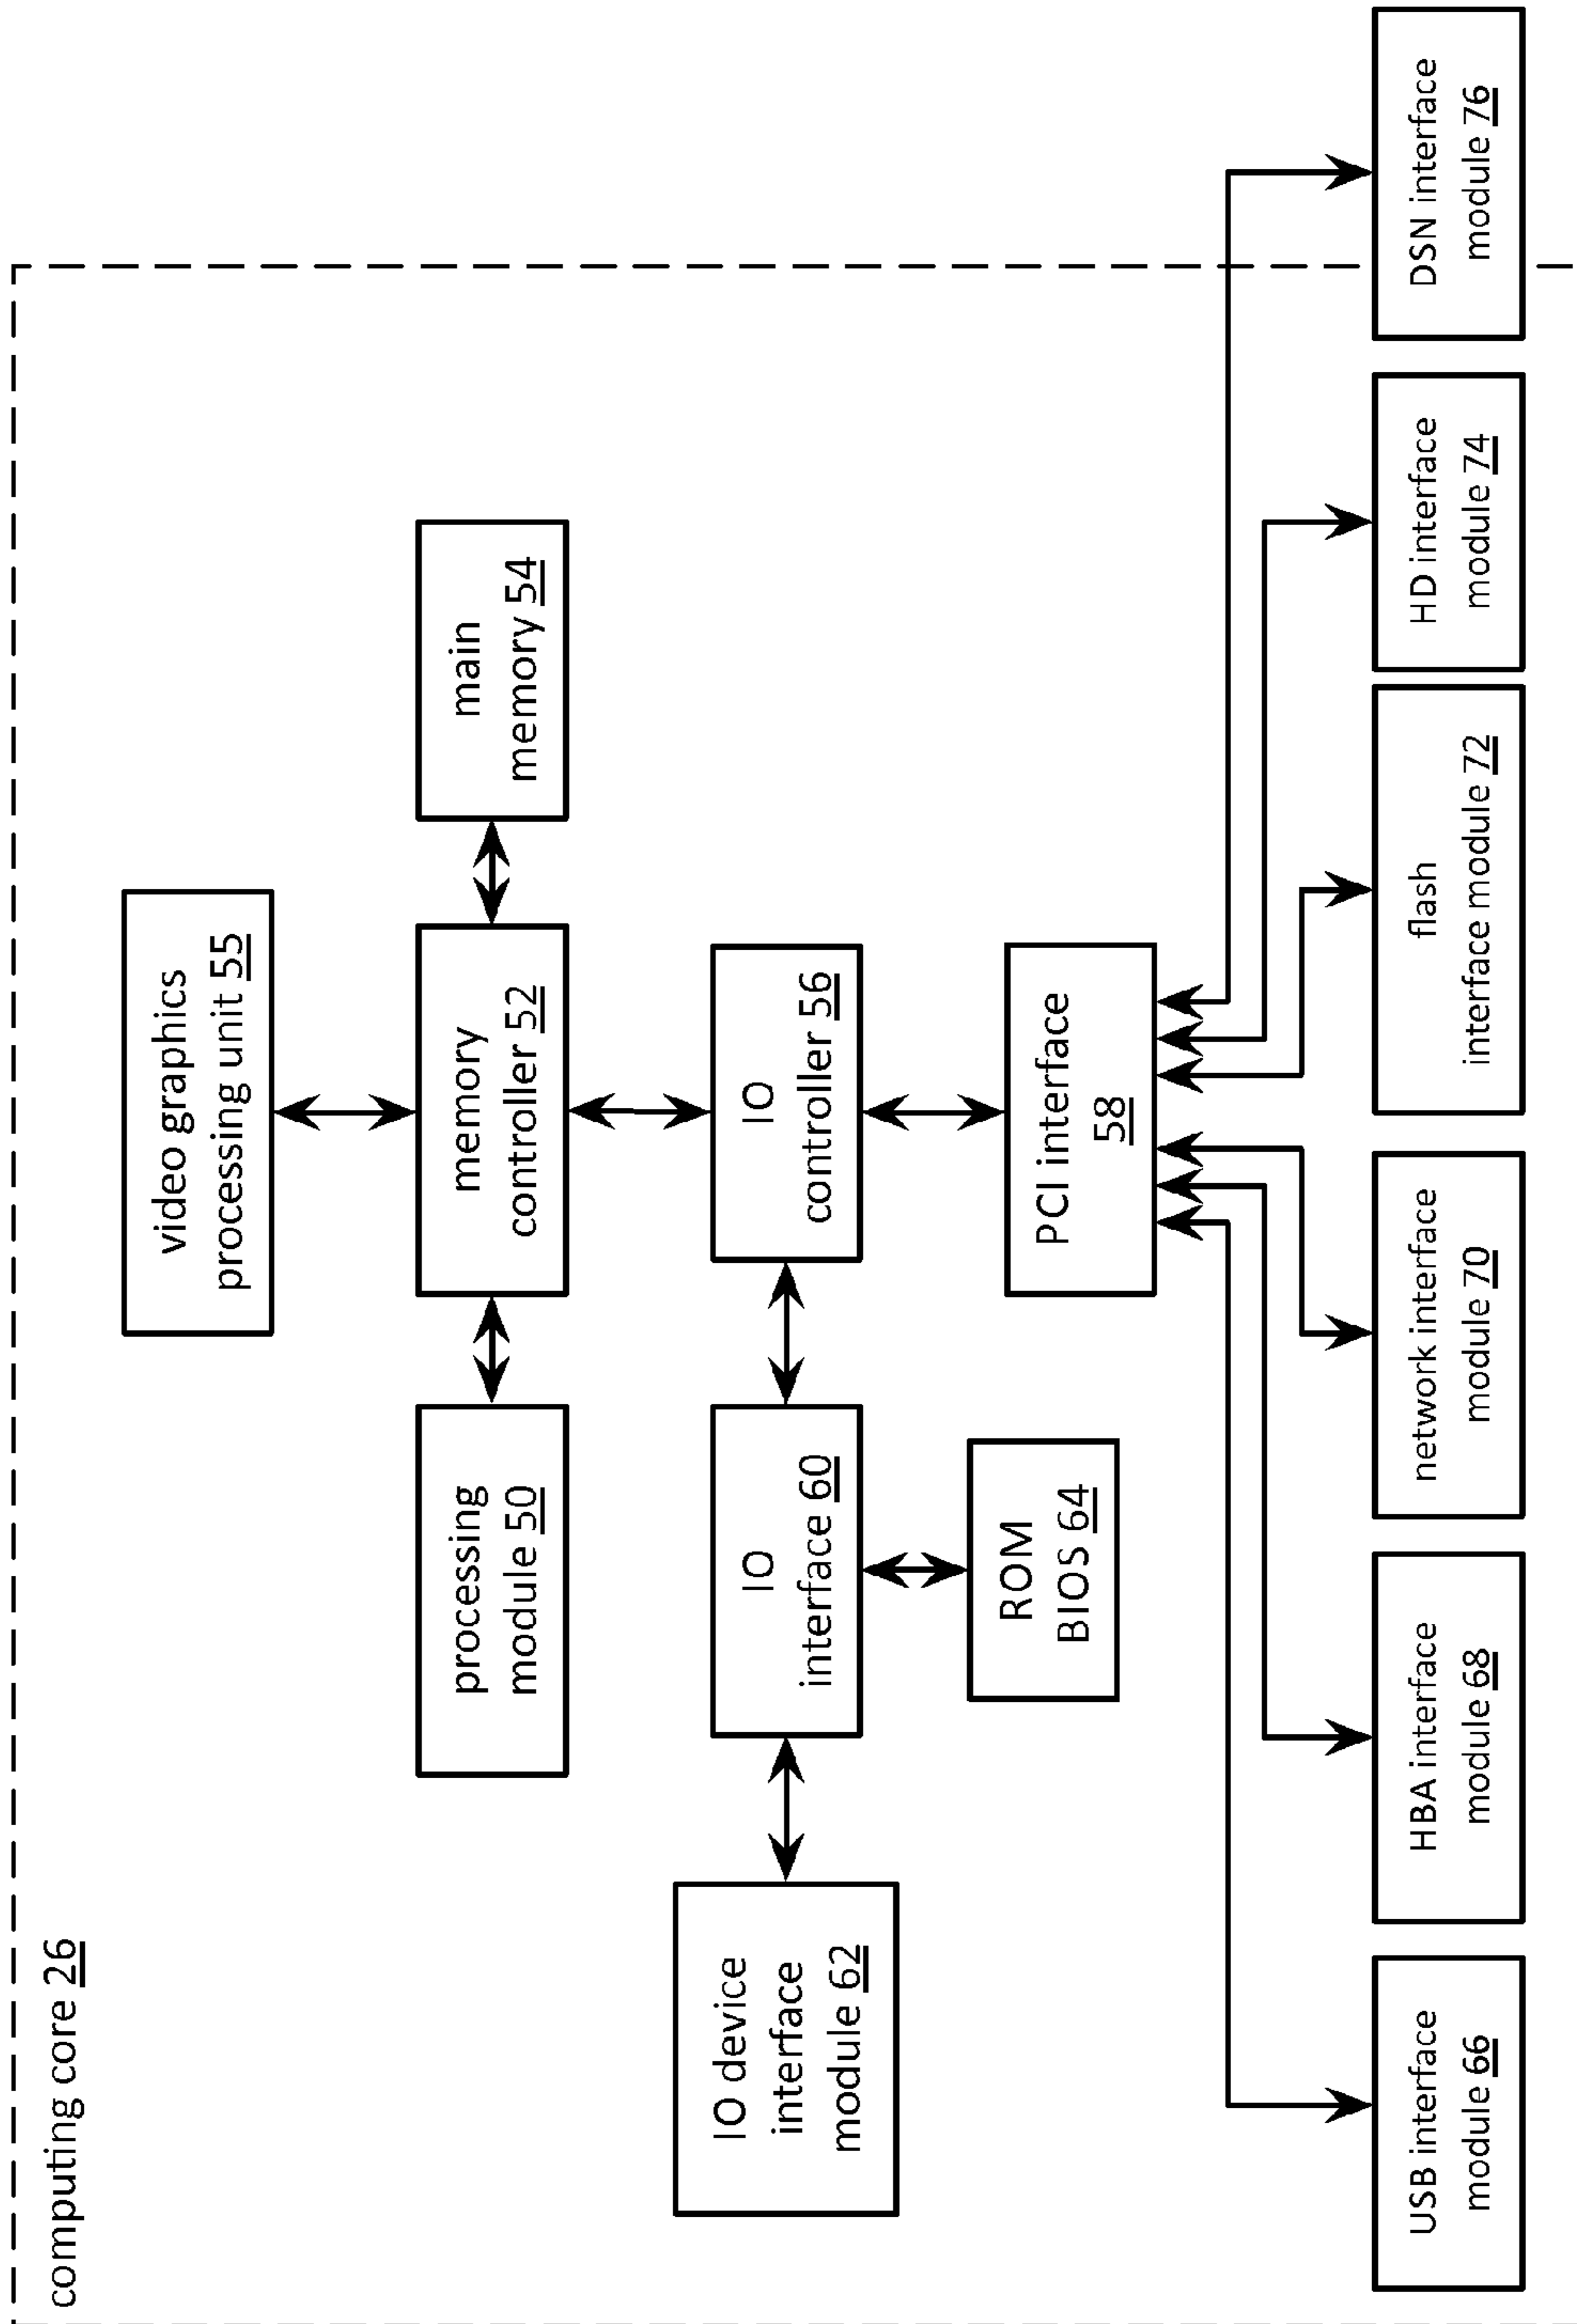 computing core 26
video graphics
processing unit 55
processing
module 50
memory
controller 52
main
memory 54
IO device
interface
module 62
IO
interface 60
IO
controller 56
ROM
BIOS 64
PCI interface
58
USB interface
module 66
HBA interface
module 68
network interface
module 70
flash
interface module 72
HD interface
module 74
DSN interface
module 76